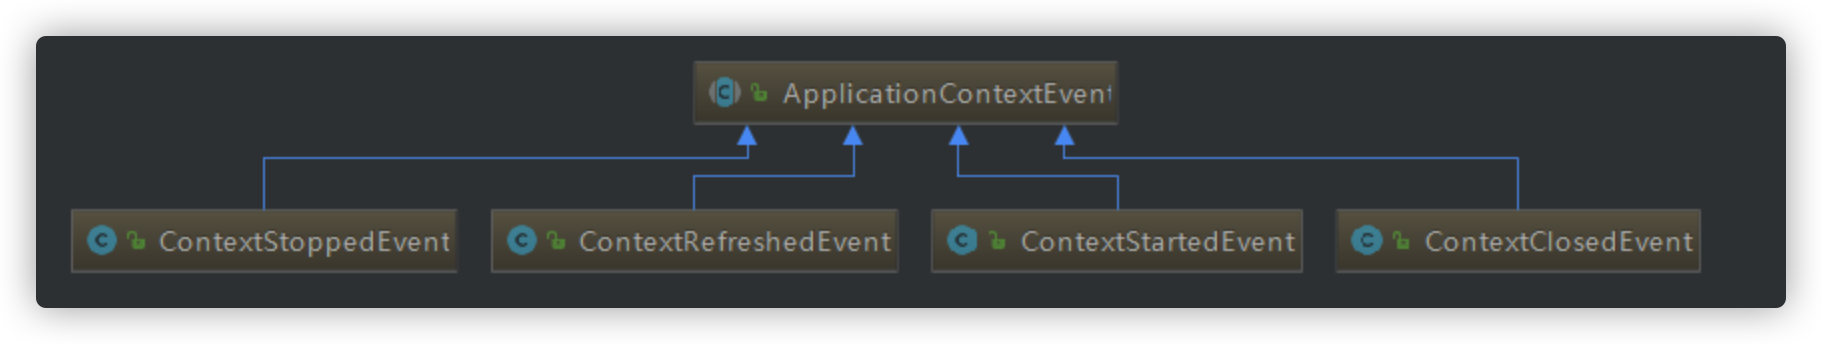 ApplicationContextEvent
ContextStoppedEvent
ContextRefreshedEvent
ContextStartedEvent
ContextClosedEvent